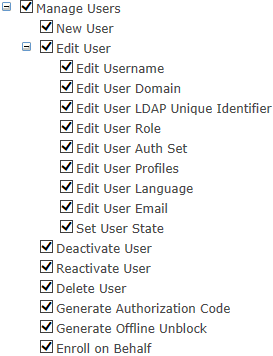 Manage Users
New User
Edit User
Edit Username
Edit User Domain
Edit User LDAP Unique Identifier
Edit User Role
Edit User Auth Set
Edit User Profiles
Edit User Language
Edit User Email
Set User State
Deactivate User
Reactivate User
Delete User
Generate Authorization Code
Generate Offline Unblock
Enroll on Behalf